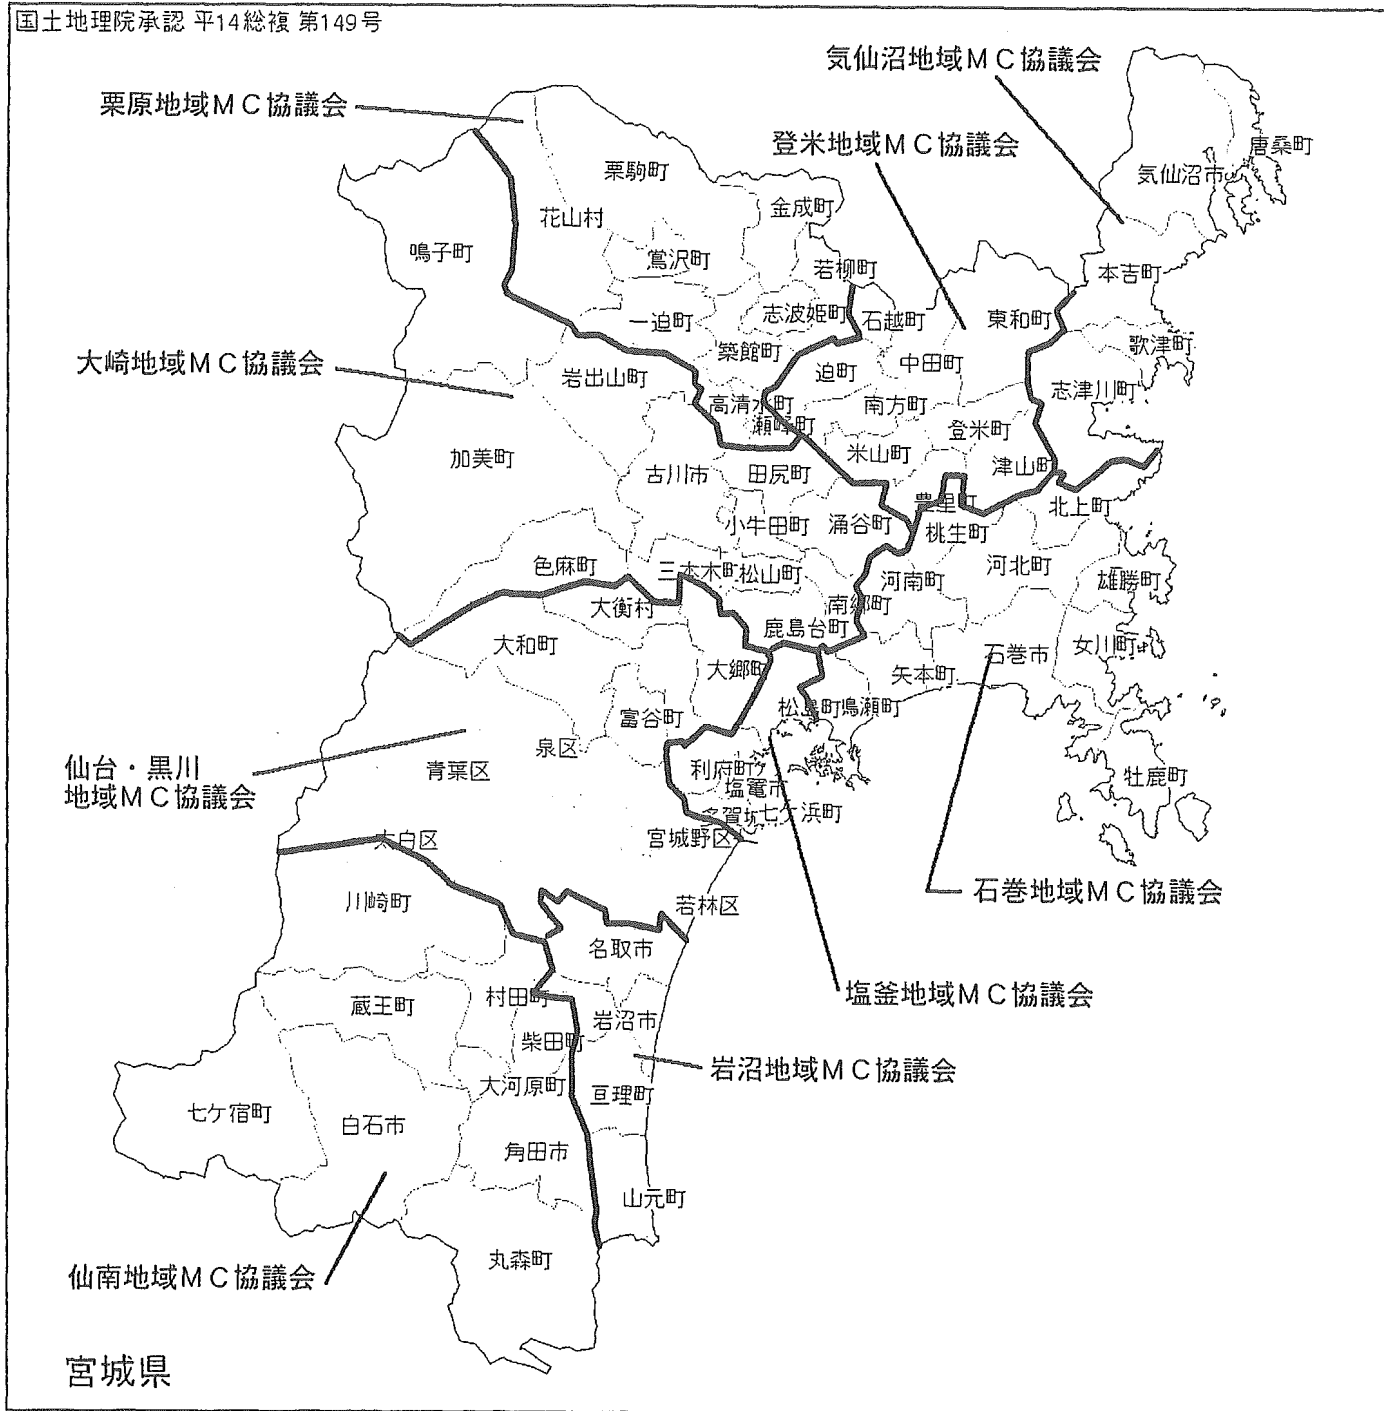 国土地理院承認 平14総複 第149号
気仙沼地域MC協議会
栗原地域MC協議会
登米地域MC協議会
唐桑町
気仙沼市
栗駒町
金成町
花山村
鳴子町
鶯沢町
若柳町
本吉町
志波姫町
石越町
東和町
一迫町
歌津町
築館町
中田町
大崎地域MC協議会
迫町
岩出山町
志津川町
高清水町
南方町
瀬峰町
登米町
米山町
加美町
古川市
田尻町
津山町
豊里町
北上町
小牛田町
涌谷町
桃生町
色麻町
三本木町
松山町
河南町
河北町
雄勝町
大衡村
南郷町
鹿島台町
大和町
女川町
石巻市
大郷町
矢本町
松島町
鳴瀬町
富谷町
泉区
仙台・黒川
地域MC協議会
青葉区
利府町
塩竈市
牡鹿町
七ケ浜町
太白区
宮城野区
石巻地域MC協議会
川崎町
若林区
名取市
塩釜地域MC協議会
村田町
蔵王町
岩沼市
柴田町
岩沼地域MC協議会
大河原町
亘理町
七ケ宿町
白石市
角田市
山元町
丸森町
仙南地域MC協議会
宮城県